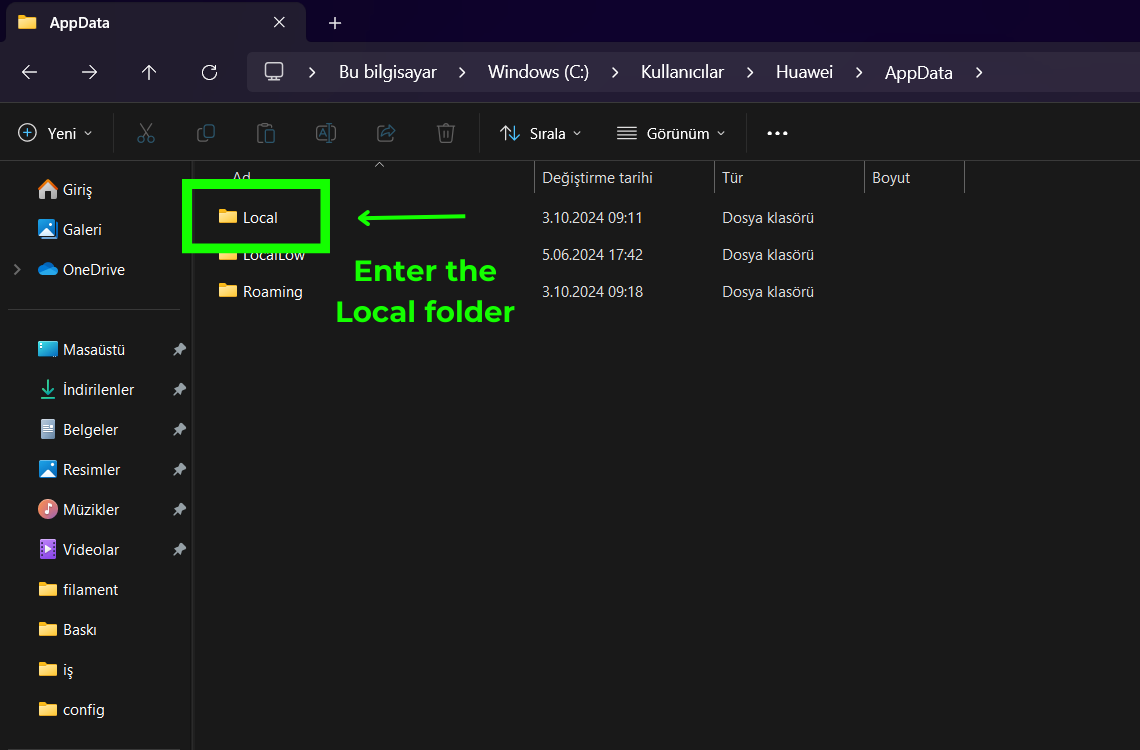 AppData
Bu bilgisayar > Windows (C:) > Kullanıcılar > Huawei > AppData >
Yeni Sırala Görünüm
Ad Değiştirme tarihi Tür Boyut
Giriş
Galeri
OneDrive
Local 3.10.2024 09:11 Dosya klasörü
LocalLow 5.06.2024 17:42 Dosya klasörü
Roaming 3.10.2024 09:18 Dosya klasörü
Enter the
Local folder
Masaüstü
İndirilenler
Belgeler
Resimler
Müzikler
Videolar
filament
Baskı
iş
config